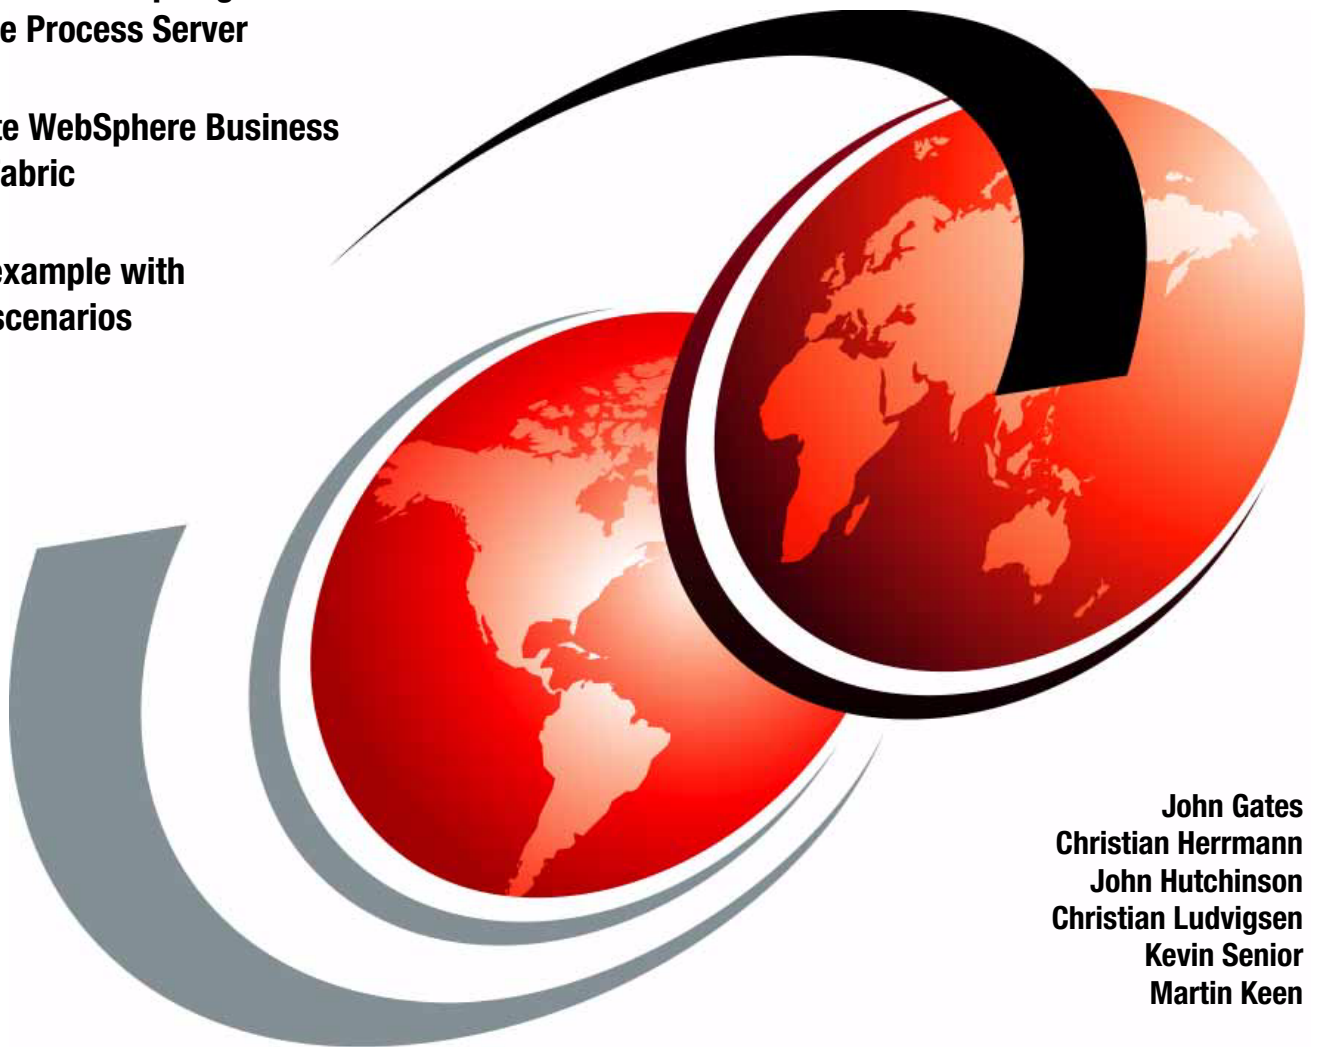 e Process Server
te WebSphere Business
abric
example with
scenarios
John Gates
Christian Herrmann
John Hutchinson
Christian Ludvigsen
Kevin Senior
Martin Keen